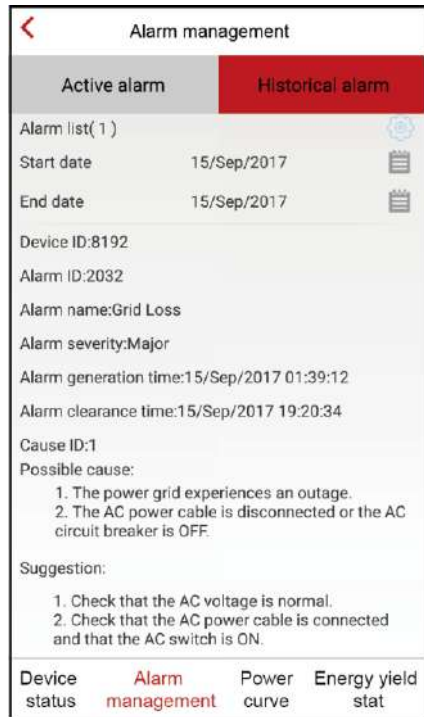 Alarm management
Active alarm Historical alarm
Alarm list( 1 )
Start date 15/Sep/2017
End date 15/Sep/2017
Device ID:8192
Alarm ID:2032
Alarm name:Grid Loss
Alarm severity:Major
Alarm generation time:15/Sep/2017 01:39:12
Alarm clearance time:15/Sep/2017 19:20:34
Cause ID:1
Possible cause:
1. The power grid experiences an outage.
2. The AC power cable is disconnected or the AC
circuit breaker is OFF.
Suggestion:
1. Check that the AC voltage is normal.
2. Check that the AC power cable is connected
and that the AC switch is ON.
Device Alarm Power Energy yield
status management curve stat